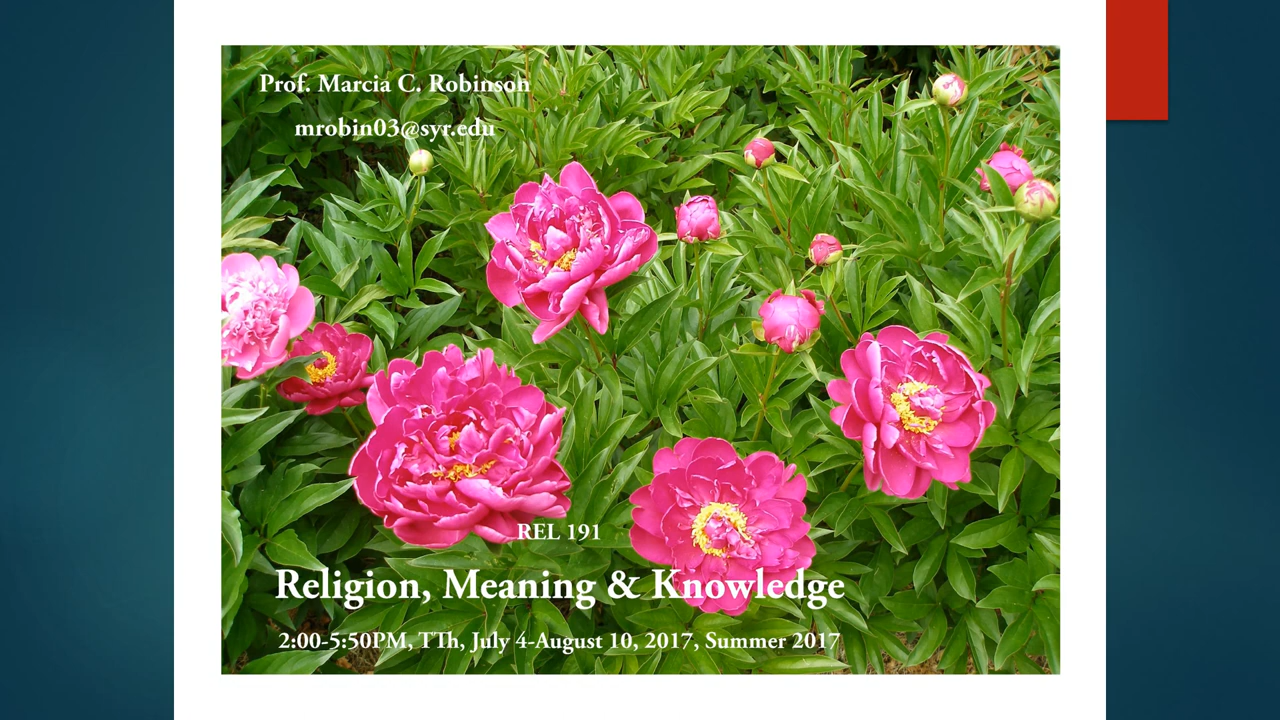 Prof. Marcia C. Robinson
mrobin03@syr.edu
REL 191
Religion, Meaning & Knowledge
2:00-5:50PM, TTh, July 4-August 10, 2017, Summer 2017